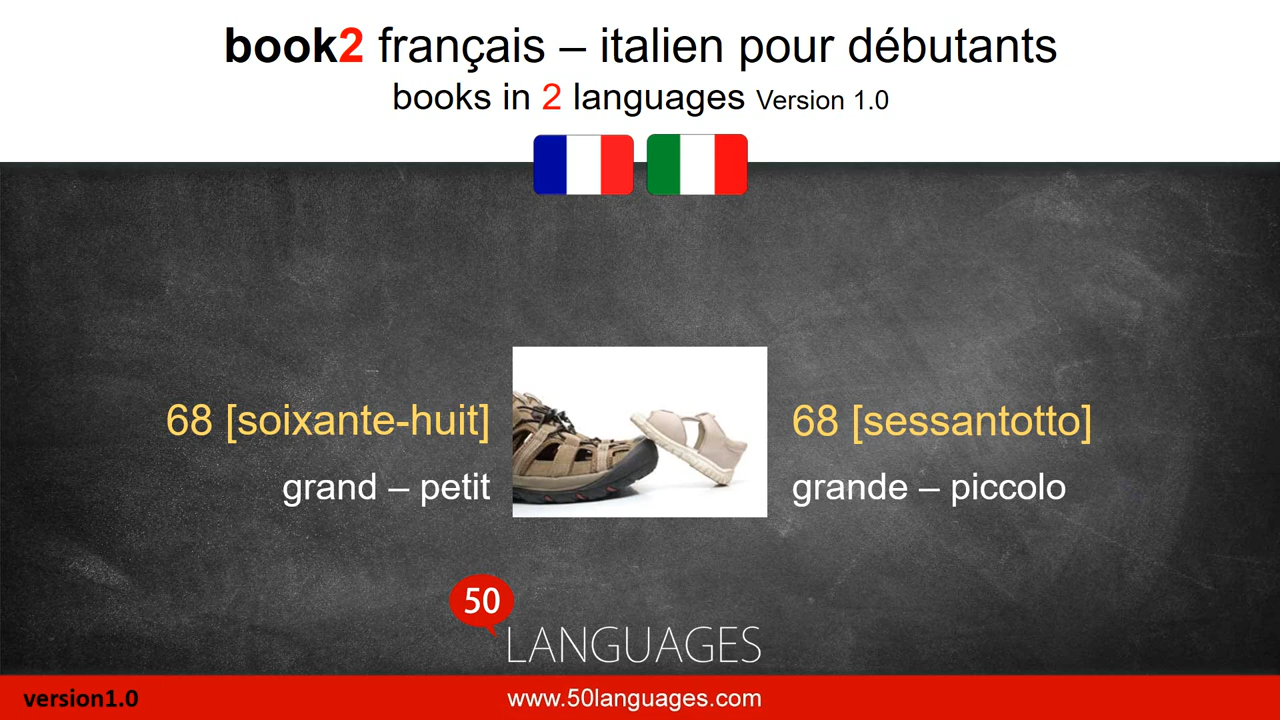 book2 français – italien pour débutants
books in 2 languages Version 1.0
68 [soixante-huit]
grand – petit
68 [sessantotto]
grande – piccolo
50
LANGUAGES
version1.0
www.50languages.com